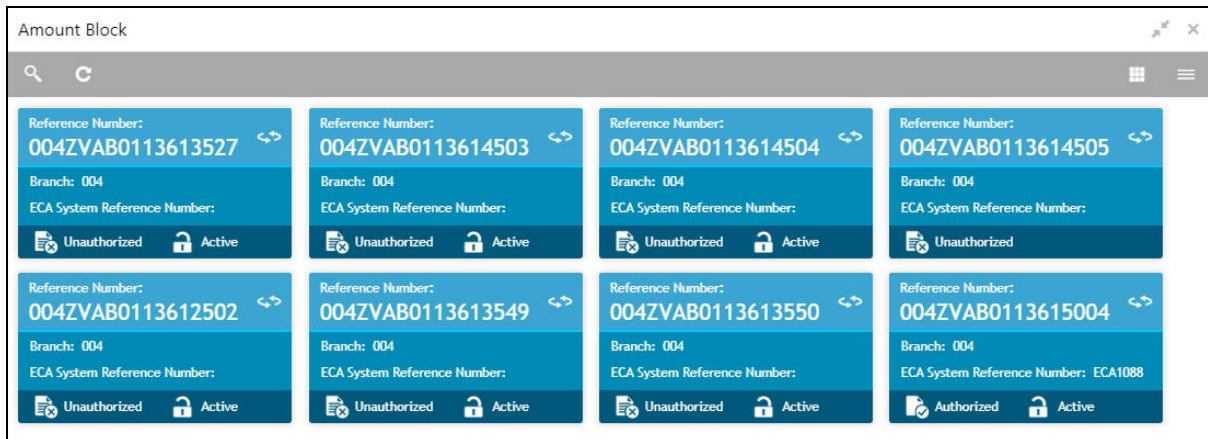 Amount Block
Reference Number:
004ZVAB0113613527
Branch: 004
ECA System Reference Number:
Unauthorized Active
Reference Number:
004ZVAB0113614503
Branch: 004
ECA System Reference Number:
Unauthorized Active
Reference Number:
004ZVAB0113614504
Branch: 004
ECA System Reference Number:
Unauthorized Active
Reference Number:
004ZVAB0113614505
Branch: 004
ECA System Reference Number:
Unauthorized
Reference Number:
004ZVAB0113612502
Branch: 004
ECA System Reference Number:
Unauthorized Active
Reference Number:
004ZVAB0113613549
Branch: 004
ECA System Reference Number:
Unauthorized Active
Reference Number:
004ZVAB0113613550
Branch: 004
ECA System Reference Number:
Unauthorized Active
Reference Number:
004ZVAB0113615004
Branch: 004
ECA System Reference Number: ECA1088
Authorized Active